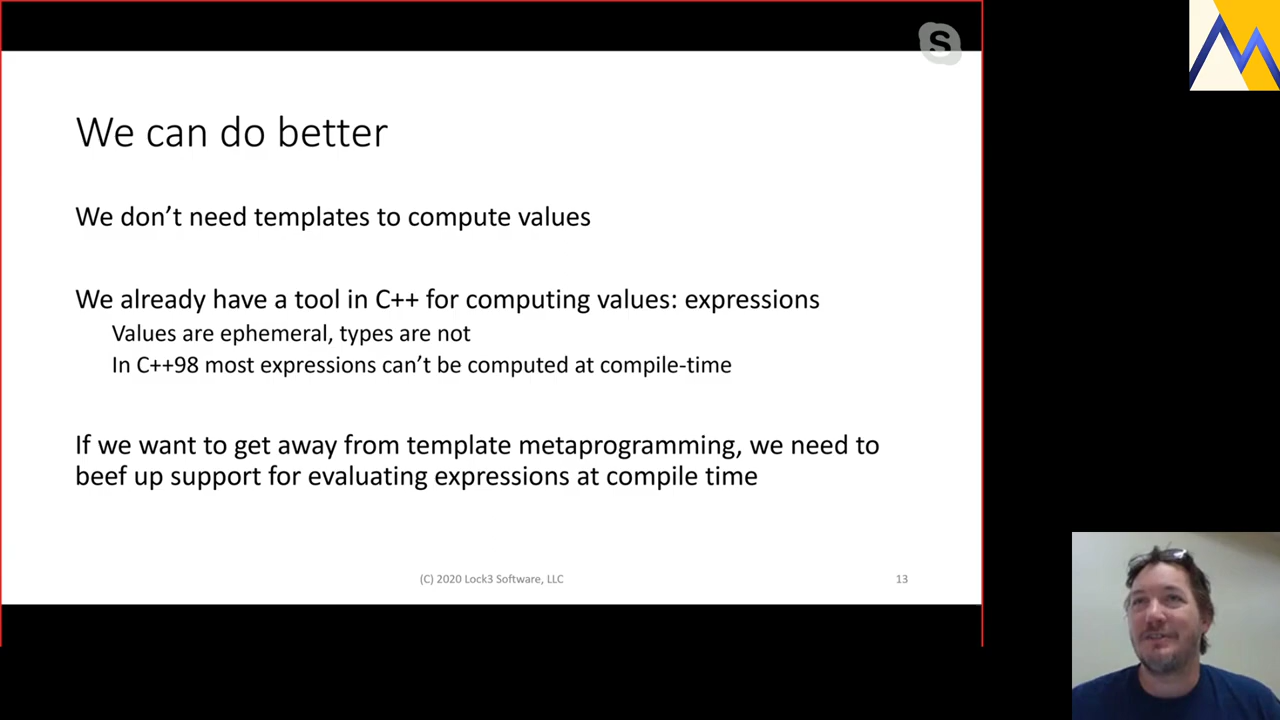 We can do better
We don’t need templates to compute values
We already have a tool in C++ for computing values: expressions
Values are ephemeral, types are not
In C++98 most expressions can’t be computed at compile-time
If we want to get away from template metaprogramming, we need to
beef up support for evaluating expressions at compile time
(C) 2020 Lock3 Software, LLC
13
S